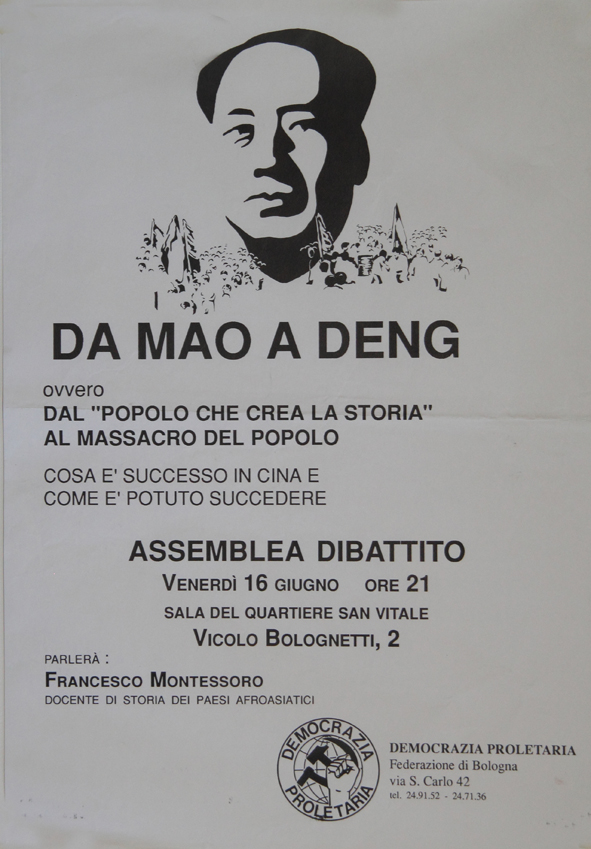 DA MAO A DENG
ovvero
DAL "POPOLO CHE CREA LA STORIA"
AL MASSACRO DEL POPOLO
COSA E' SUCCESSO IN CINA E
COME E' POTUTO SUCCEDERE
ASSEMBLEA DIBATTITO
VENERDÌ 16 GIUGNO ORE 21
SALA DEL QUARTIERE SAN VITALE
VICOLO BOLOGNETTI, 2
PARLERÀ :
FRANCESCO MONTESSORO
DOCENTE DI STORIA DEI PAESI AFROASIATICI
DEMOCRAZIA
PROLETARIA
DEMOCRAZIA PROLETARIA
Federazione di Bologna
via S. Carlo 42
tel. 24.91.52 - 24.71.36